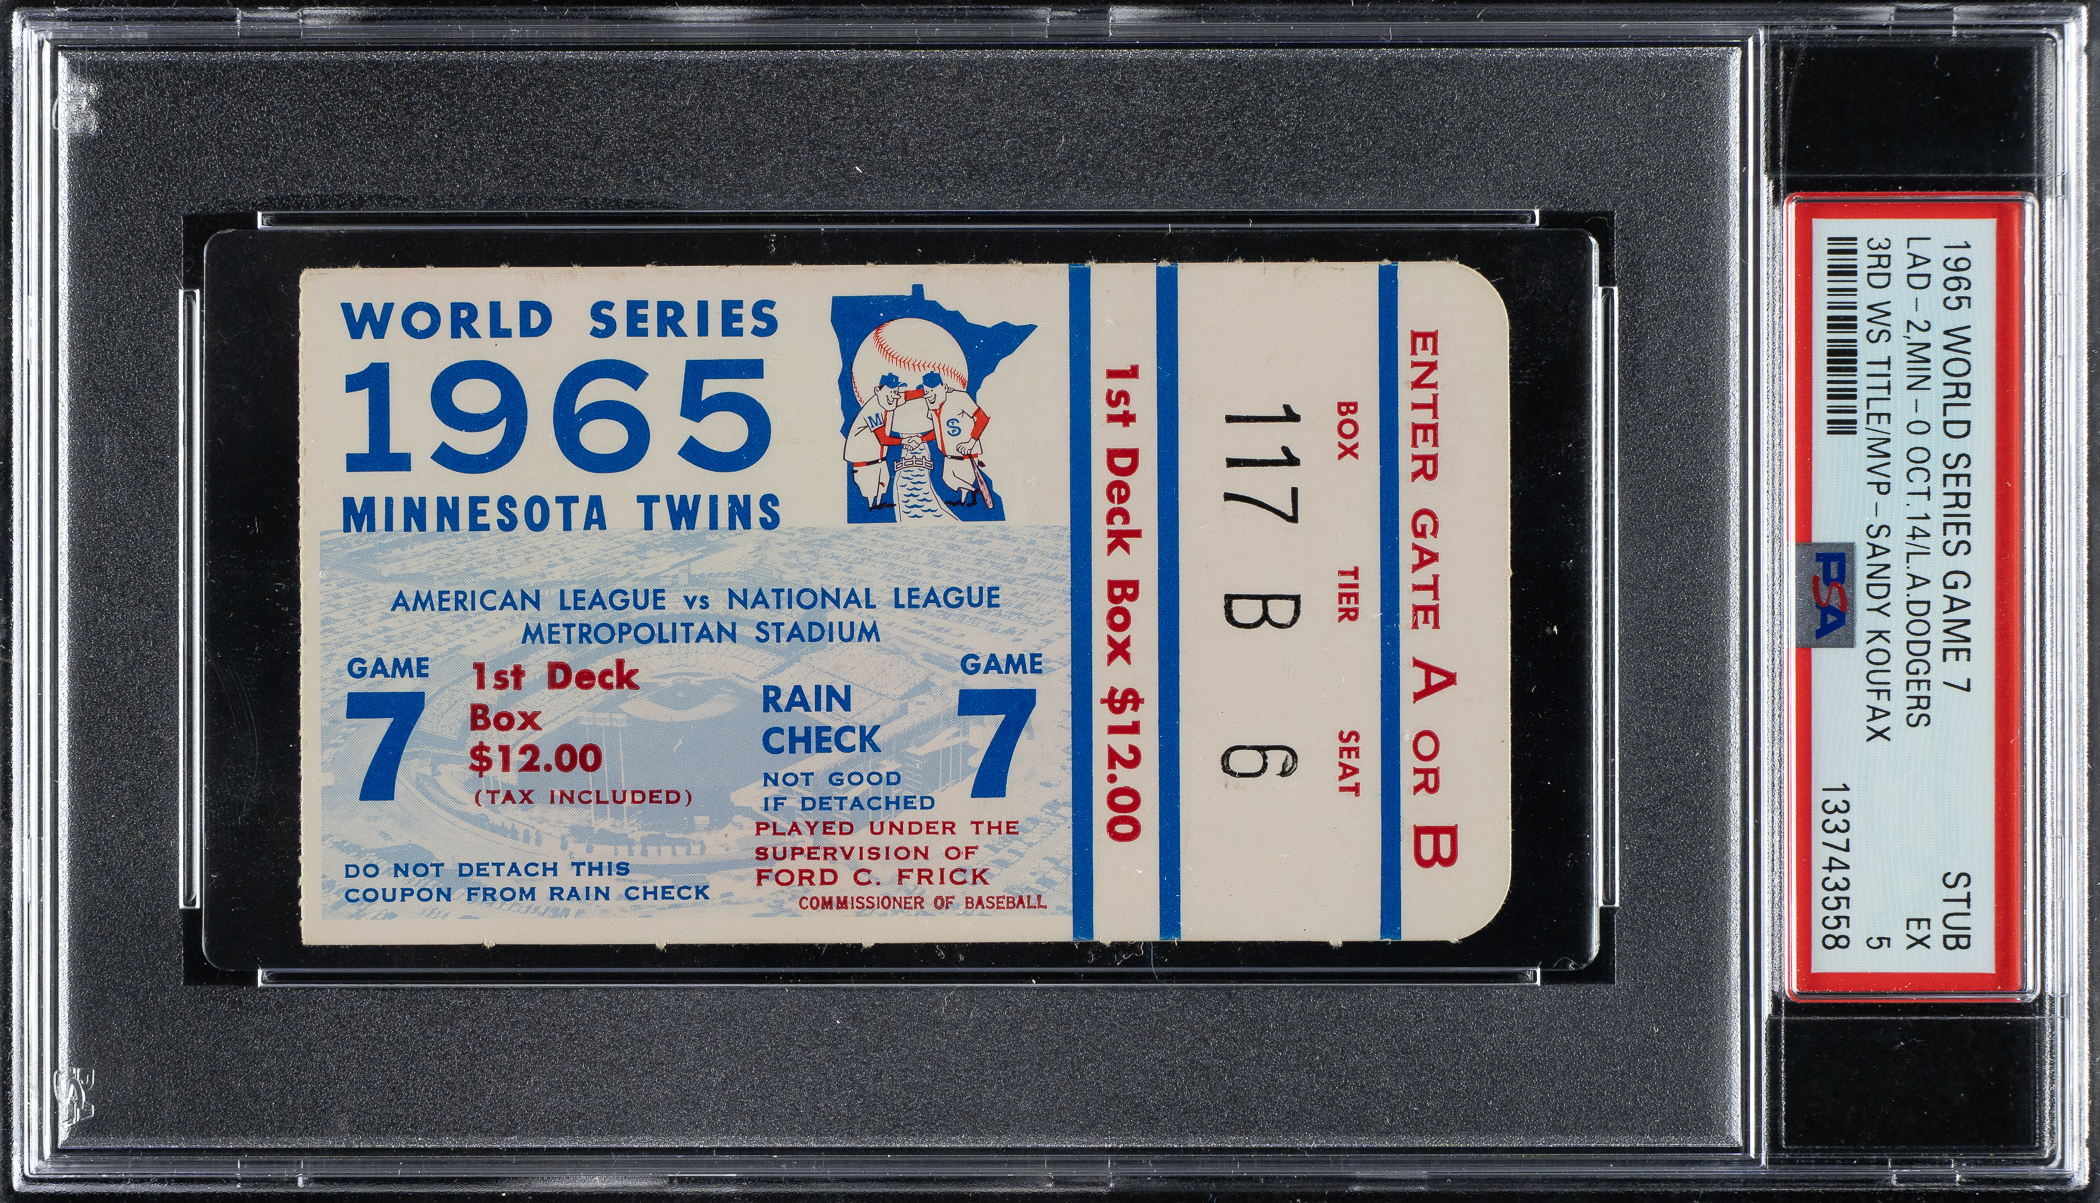 WORLD SERIES
1965
MINNESOTA TWINS
M
AMERICAN LEAGUE vs NATIONAL LEAGUE
METROPOLITAN STADIUM
GAME
7
1st Deck
Box
$12.00
(TAX INCLUDED)
RAIN
CHECK
NOT GOOD
IF DETACHED
GAME
7
PLAYED UNDER THE
SUPERVISION OF
FORD C. FRICK
COMMISSIONER OF BASEBALL
DO NOT DETACH THIS
COUPON FROM RAIN CHECK
1st Deck Box $12.00
ENTER GATE A OR B
BOX TIER SEAT
117 B 6
1965 WORLD SERIES GAME 7 STUB
LAD-2,MIN-0 OCT.14/L.A.DODGERS EX
3RD WS TITLE/MVP-SANDY KOUFAX 5
133743558
PSA